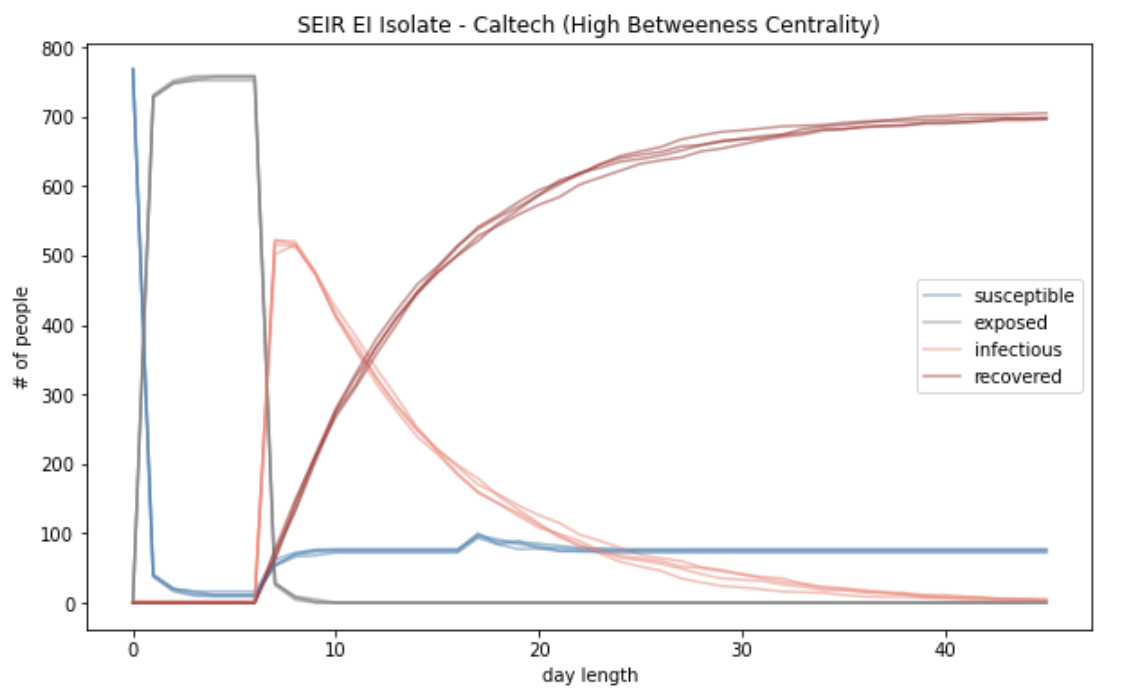 SEIR EI Isolate - Caltech (High Betweeness Centrality)
800
700
600
500
400
300
200
100
0
# of people
susceptible
exposed
infectious
recovered
0 10 20 30 40
day length